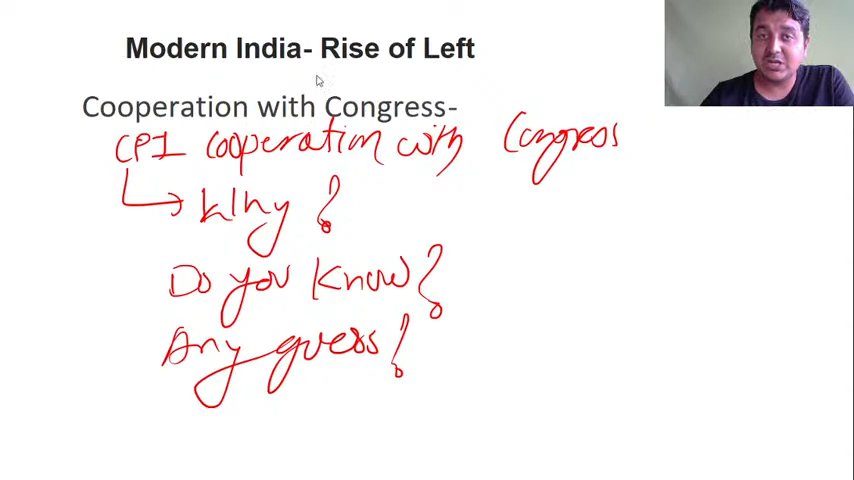 Modern India- Rise of Left
Cooperation with Congress-
CPI cooperation with Congress
Why?
Do you know?
Any guess?